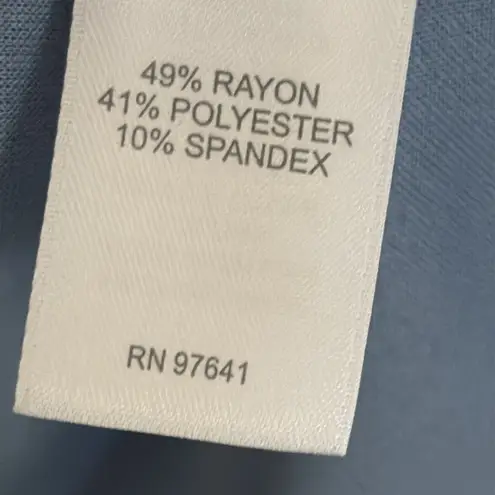 49% RAYON
41% POLYESTER
10% SPANDEX
RN 97641